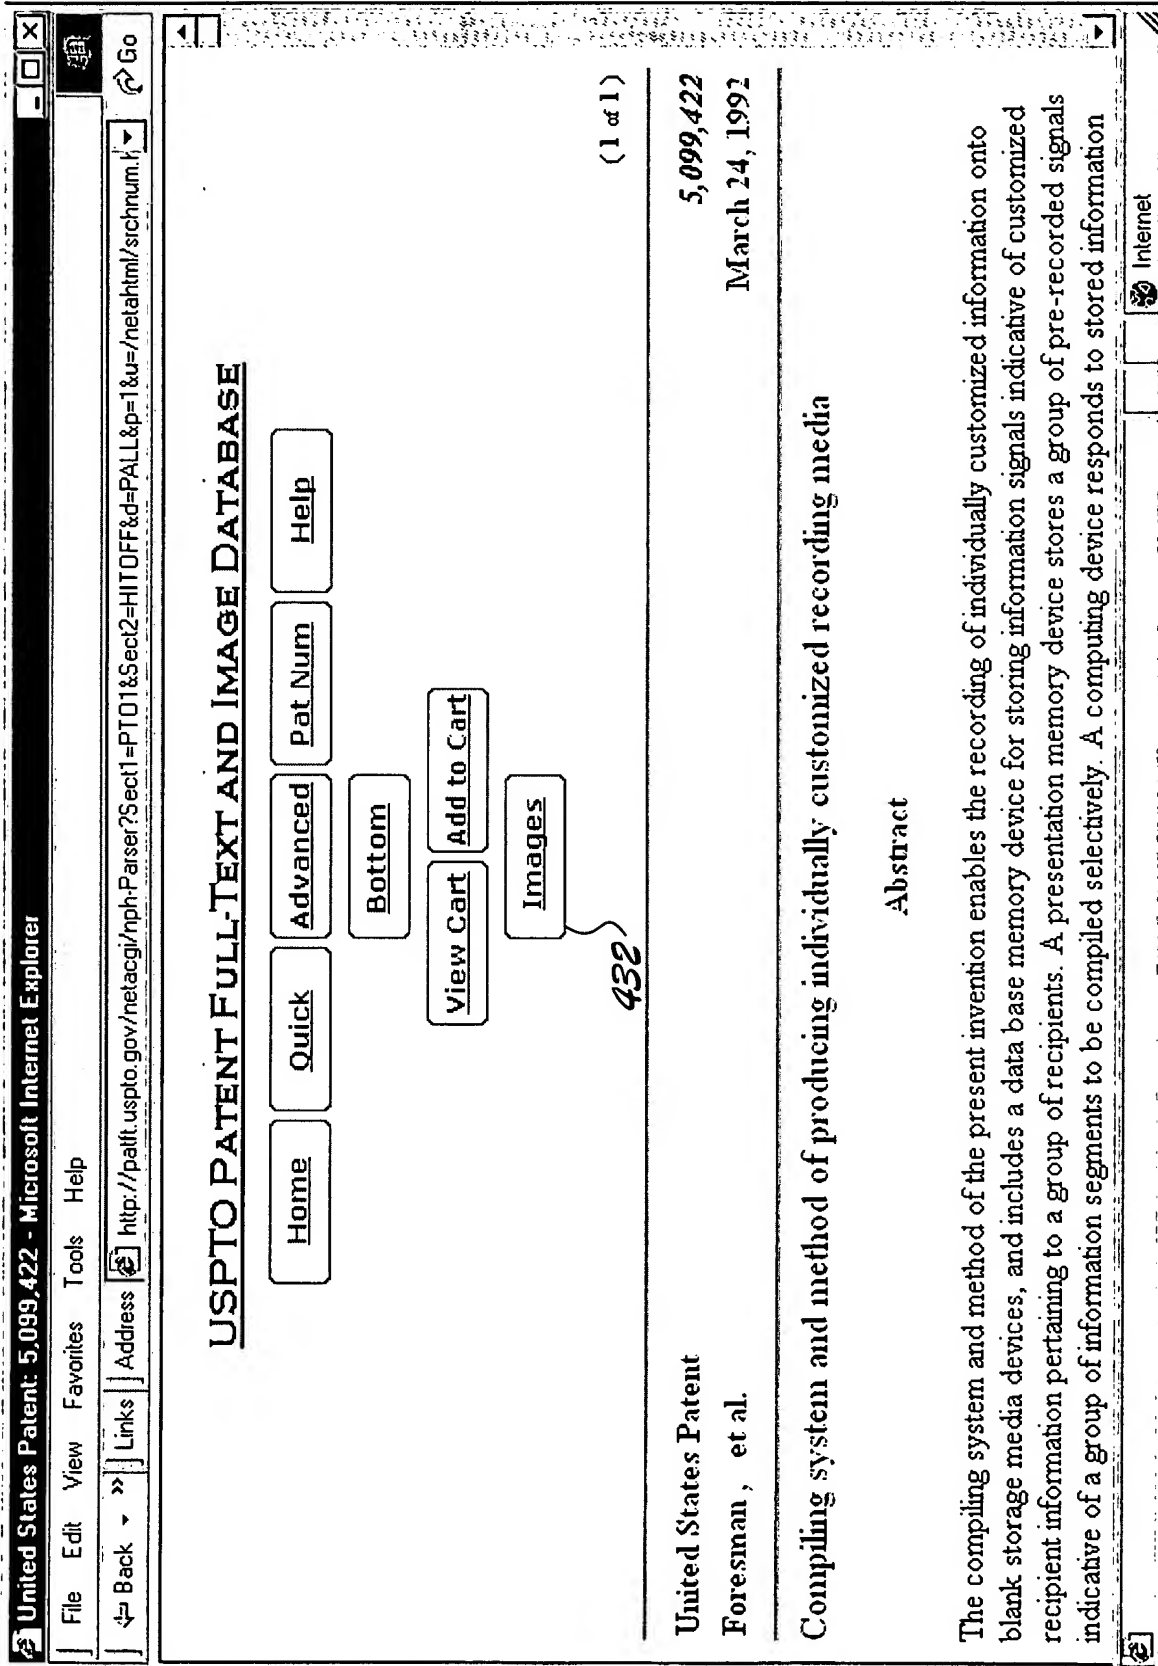 United States Patent: 5,099,422 - Microsoft Internet Explorer
File Edit View Favorites Tools Help
Back » Links Address http://patft.uspto.gov/netacgi/nph-Parser?Sect1=PTO1&Sect2=HITOFF&d=PALL&p=1&u=/netahtml/srchnum.h Go
USPTO PATENT FULL-TEXT AND IMAGE DATABASE
Home Quick Advanced Pat Num Help
Bottom
View Cart Add to Cart
Images
432
(1 of 1)
United States Patent 5,099,422
Foresman , et al. March 24, 1992
Compiling system and method of producing individually customized recording media
Abstract
The compiling system and method of the present invention enables the recording of individually customized information onto
blank storage media devices, and includes a data base memory device for storing information signals indicative of customized
recipient information pertaining to a group of recipients. A presentation memory device stores a group of pre-recorded signals
indicative of a group of information segments to be compiled selectively. A computing device responds to stored information
Internet